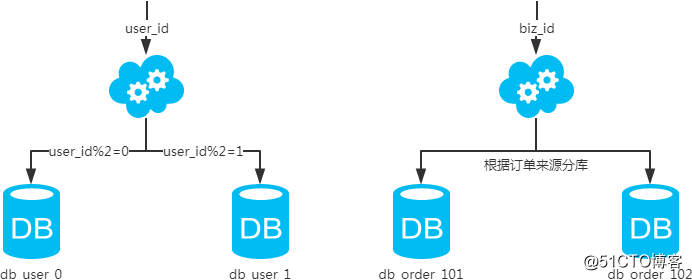 user_id
biz_id
user_id%2=0
user_id%2=1
根据订单来源分库
DB
DB
DB
DB
db_user_0
db_user_1
db_order_101
db_order_102
@51CTO博客